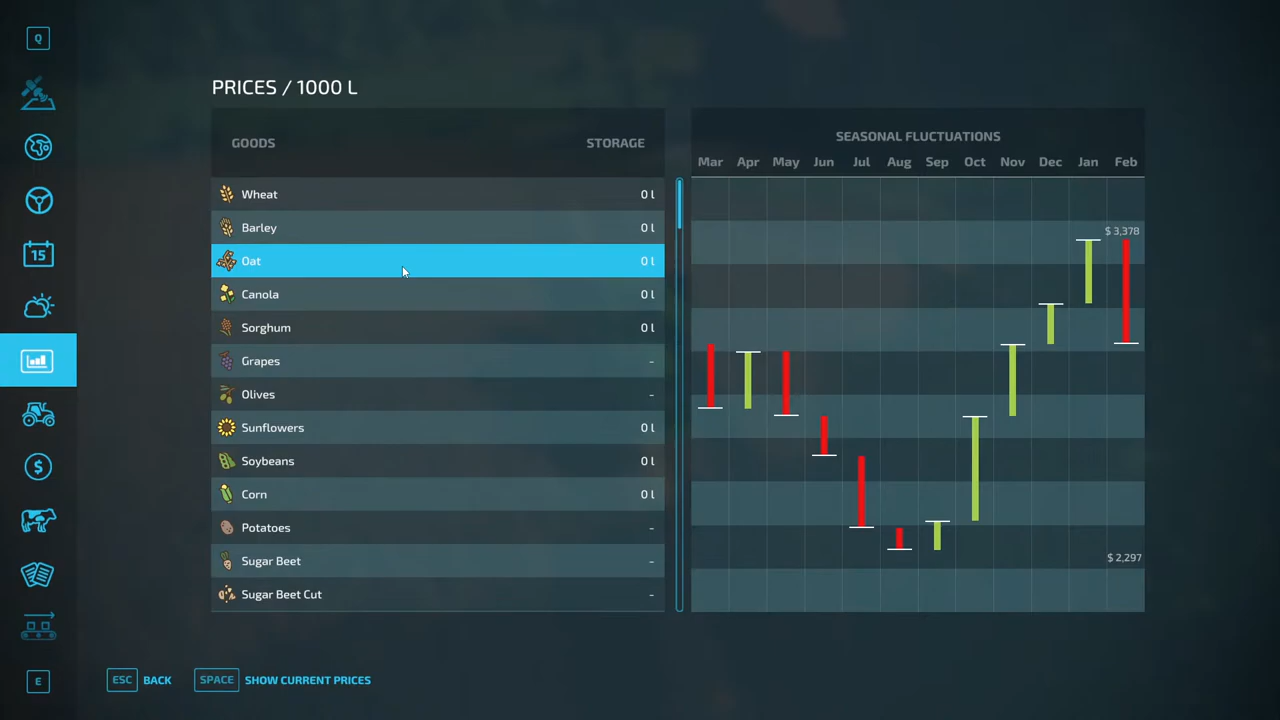 Q
PRICES / 1000 L
GOODS STORAGE
SEASONAL FLUCTUATIONS
Mar Apr May Jun Jul Aug Sep Oct Nov Dec Jan Feb
Wheat 0 l
Barley 0 l
$ 3,378
15
Oat 0 l
Canola 0 l
Sorghum 0 l
Grapes -
Olives -
Sunflowers 0 l
Soybeans 0 l
$
Corn 0 l
Potatoes -
Sugar Beet -
$ 2,297
Sugar Beet Cut -
E
ESC BACK SPACE SHOW CURRENT PRICES